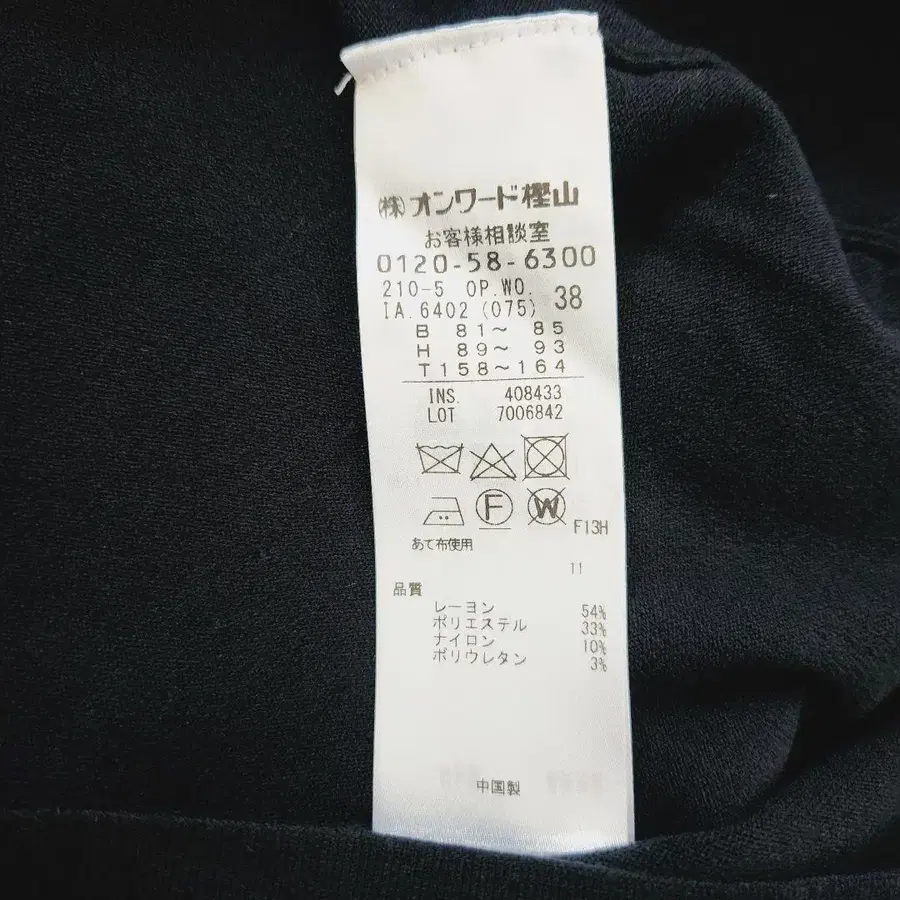 ㈱オンワード樫山
お客様相談室
0120-58-6300
210-5 OP.WO. 38
IA.6402 (075)
B 81～ 85
H 89～ 93
T158～164
INS. 408433
LOT 7006842
F W F13H
あて布使用
11
品質
レーヨン 54%
ポリエステル 33%
ナイロン 10%
ポリウレタン 3%
中国製